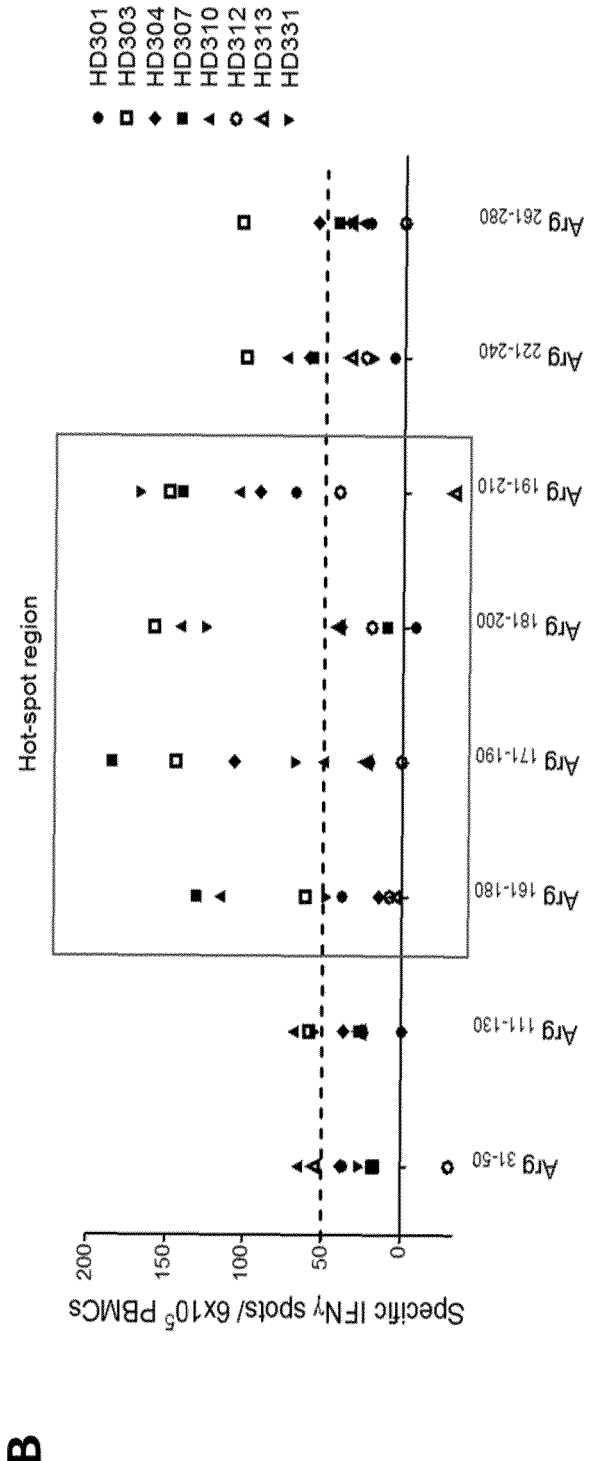 B
Hot-spot region
HD301
HD303
HD304
HD307
HD310
HD312
HD313
HD331
Specific IFNγ spots/ 6x10⁵ PBMCs
200
150
100
50
0
Arg 31-50
Arg 111-130
Arg 161-180
Arg 171-190
Arg 181-200
Arg 191-210
Arg 221-240
Arg 261-280